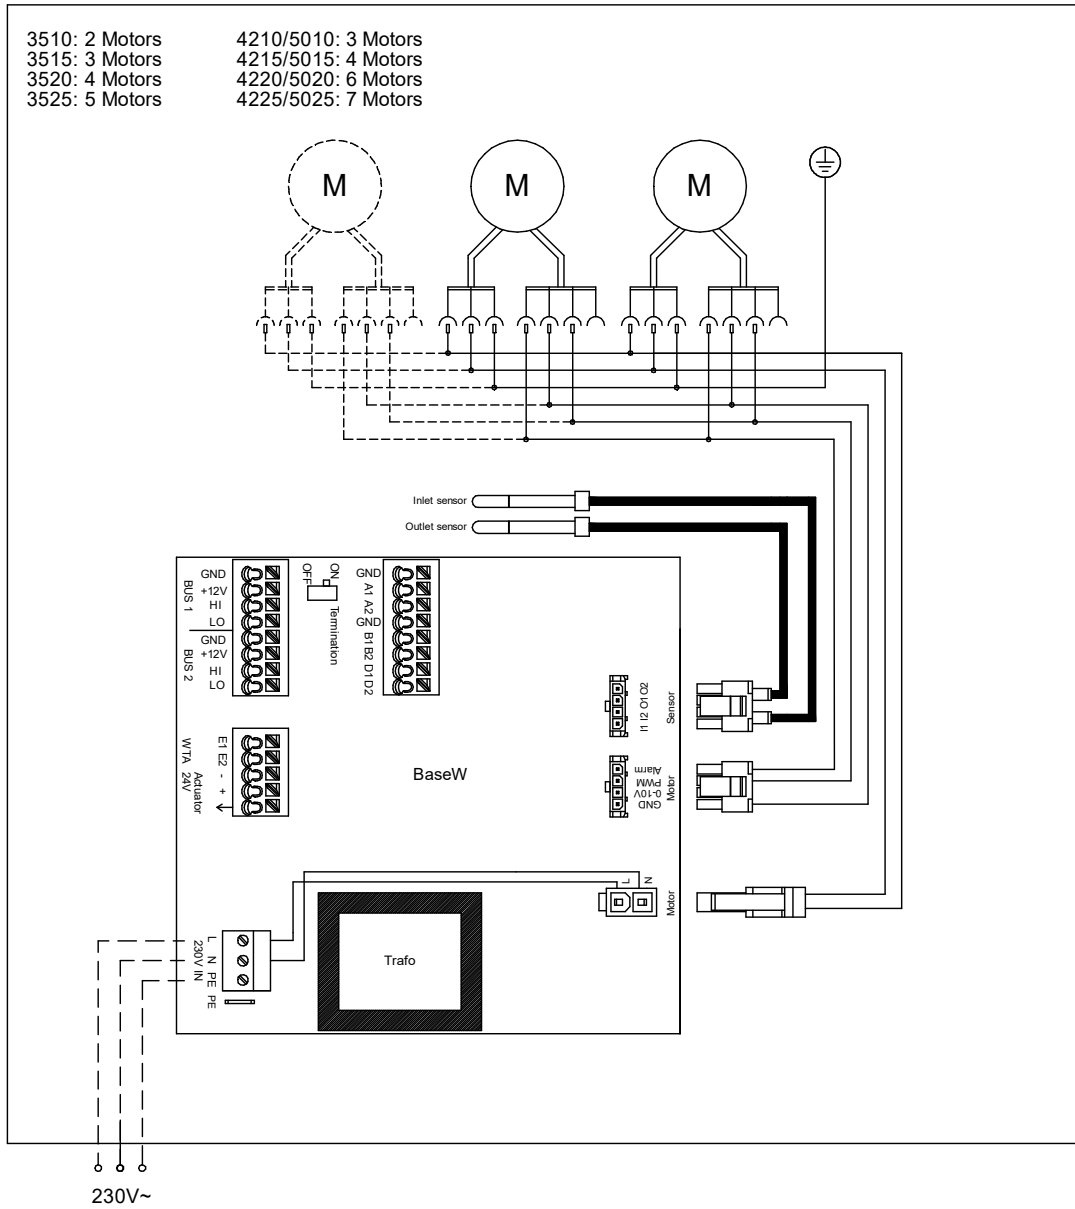 3510: 2 Motors
3515: 3 Motors
3520: 4 Motors
3525: 5 Motors
4210/5010: 3 Motors
4215/5015: 4 Motors
4220/5020: 6 Motors
4225/5025: 7 Motors
M
M
M
Inlet sensor
Outlet sensor
BUS 1
GND
+12V
HI
LO
BUS 2
GND
+12V
HI
LO
ON
OFF
Termination
GND
A1 A2
GND
B1 B2
D1 D2
I1 I2 O1 O2
Sensor
WTA
E1 E2
- +
Actuator
24V
BaseW
Alarm
PWM
0-10V
GND
Motor
L
N
Motor
L
N
PE
230V IN
PE
Trafo
230V~